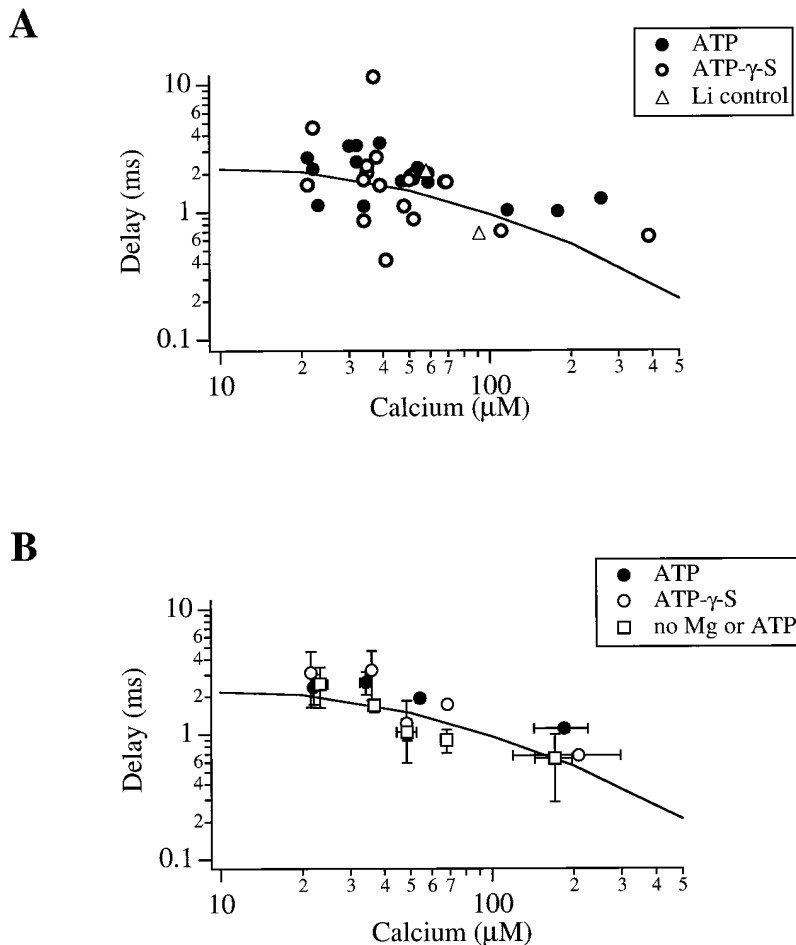 A
ATP
ATP-γ-S
Li control
10
6
4
2
1
6
4
2
0.1
Delay (ms)
2 3 4 5 6 7 2 3 4 5
10 100
Calcium (μM)
B
ATP
ATP-γ-S
no Mg or ATP
10
6
4
2
1
6
4
2
0.1
Delay (ms)
2 3 4 5 6 7 2 3 4 5
10 100
Calcium (μM)